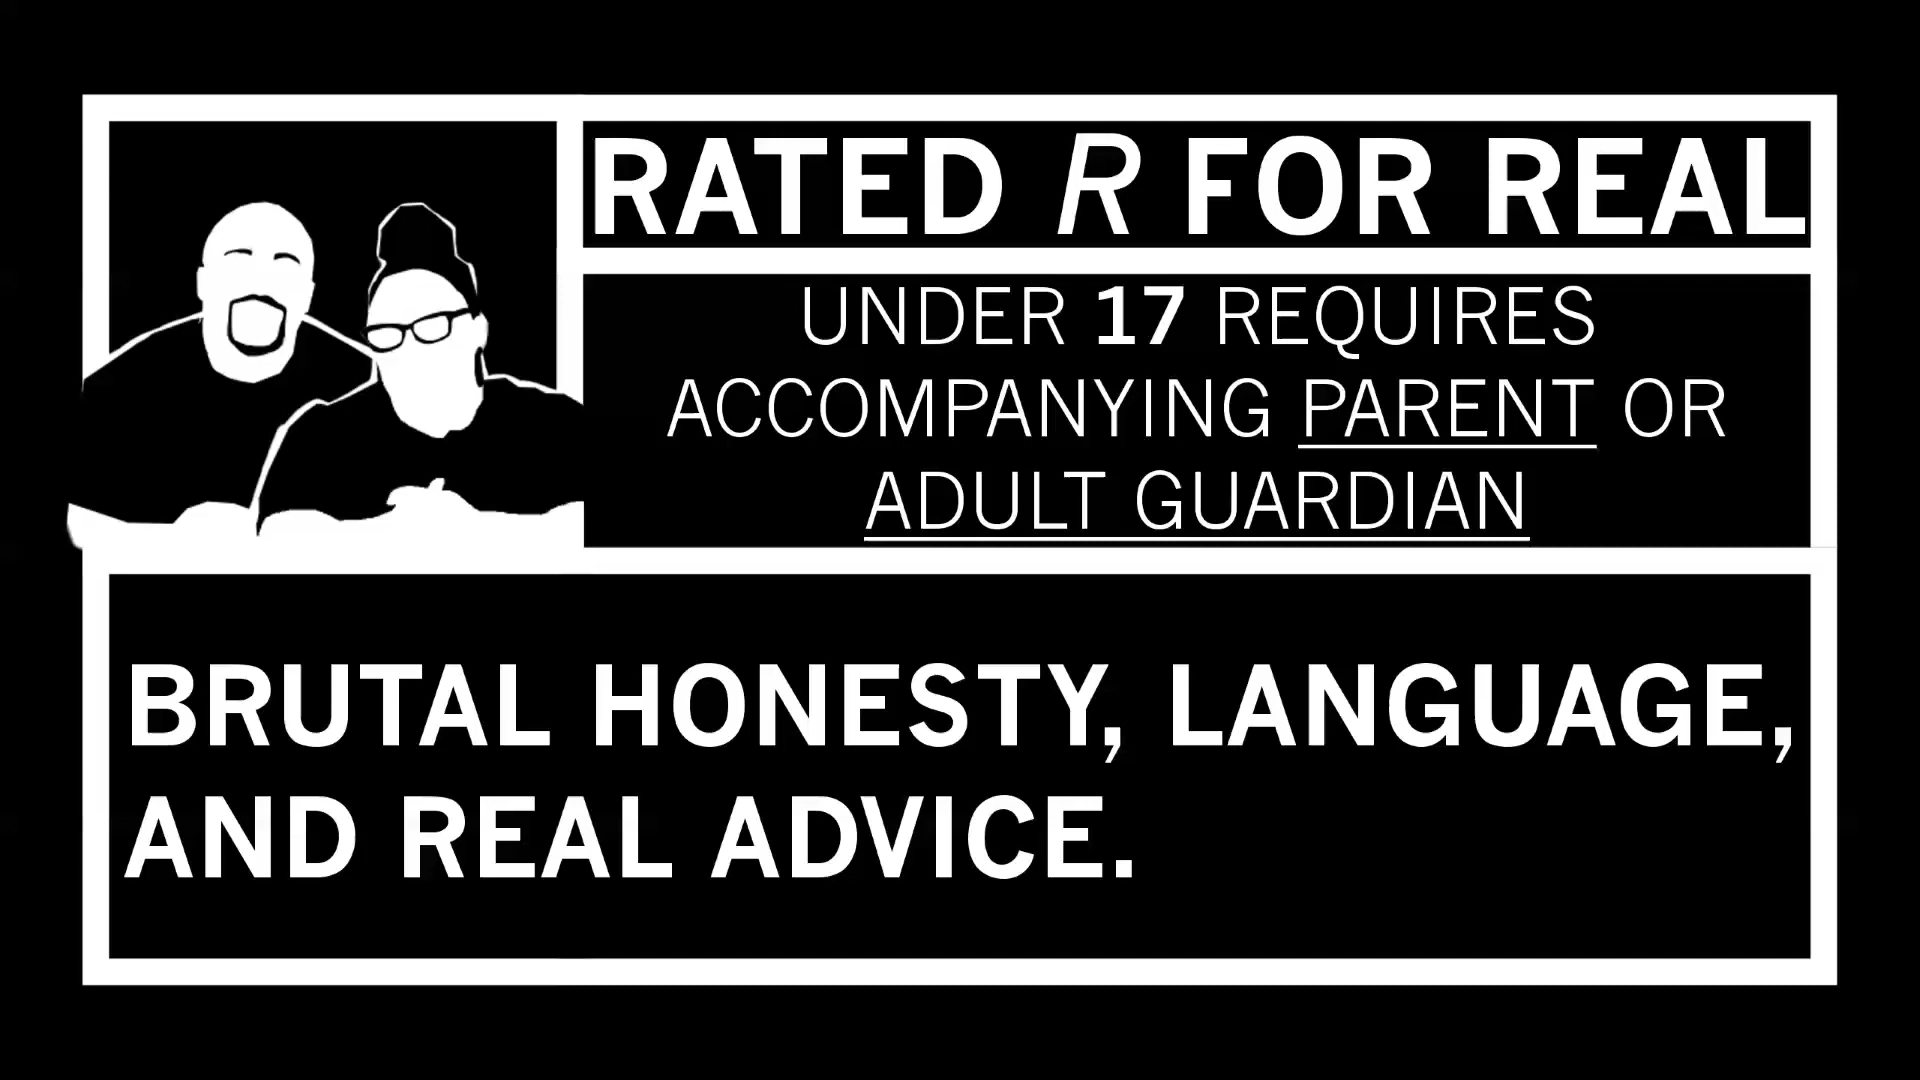 RATED R FOR REAL
UNDER 17 REQUIRES
ACCOMPANYING PARENT OR
ADULT GUARDIAN
BRUTAL HONESTY, LANGUAGE,
AND REAL ADVICE.